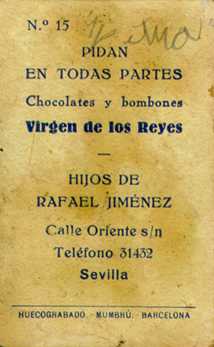 N.º 15
PIDAN
EN TODAS PARTES
Chocolates y bombones
Virgen de los Reyes
HIJOS DE
RAFAEL JIMÉNEZ
Calle Oriente s/n
Teléfono 31432
Sevilla
HUECOGRABADO - MUMBRÚ - BARCELONA